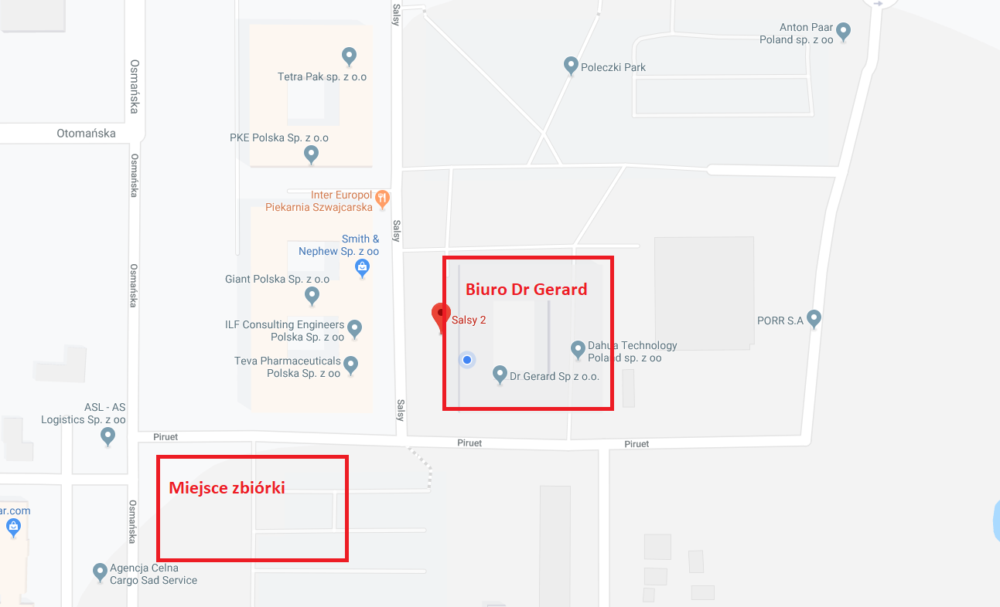 Salsy
Anton Paar
Poland sp. z oo
Osmańska
Tetra Pak sp. z o.o
Poleczki Park
Otomańska
PKE Polska Sp. z o.o
Osmańska
Inter Europol
Piekarnia Szwajcarska
Salsy
Smith &
Nephew Sp. z oo
Osmańska
Giant Polska Sp. z o.o
Biuro Dr Gerard
Salsy 2
PORR S.A
ILF Consulting Engineers
Polska Sp. z oo
Dahua Technology
Poland sp. z oo
Teva Pharmaceuticals
Polska Sp. z oo
Dr Gerard Sp z o.o.
Salsy
ASL - AS
Logistics Sp. z oo
Piruet
Piruet
Piruet
Miejsce zbiórki
Osmańska
ar.com
Agencja Celna
Cargo Sad Service